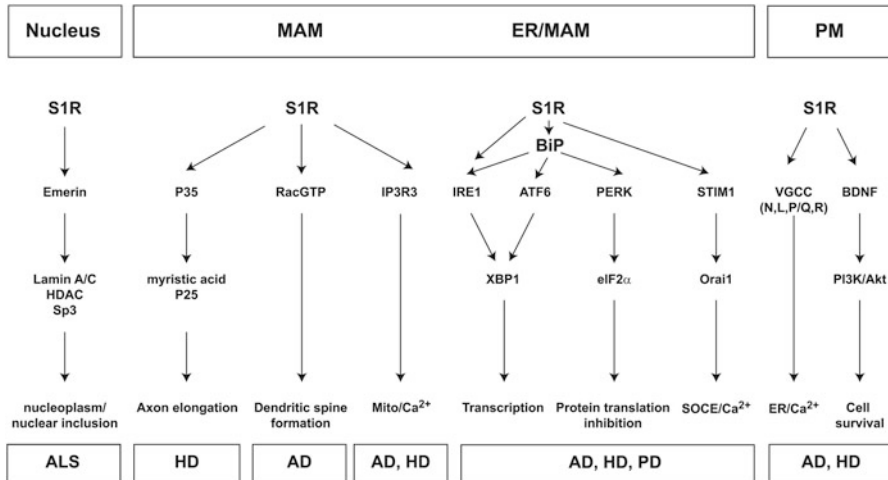 Nucleus
MAM
ER/MAM
PM
S1R
S1R
S1R
S1R
BiP
Emerin
P35
RacGTP
IP3R3
IRE1
ATF6
PERK
STIM1
VGCC
(N,L,P/Q,R)
BDNF
Lamin A/C
HDAC
Sp3
myristic acid
P25
XBP1
eIF2α
Orai1
PI3K/Akt
nucleoplasm/
nuclear inclusion
Axon elongation
Dendritic spine
formation
Mito/Ca²⁺
Transcription
Protein translation
inhibition
SOCE/Ca²⁺
ER/Ca²⁺
Cell
survival
ALS
HD
AD
AD, HD
AD, HD, PD
AD, HD